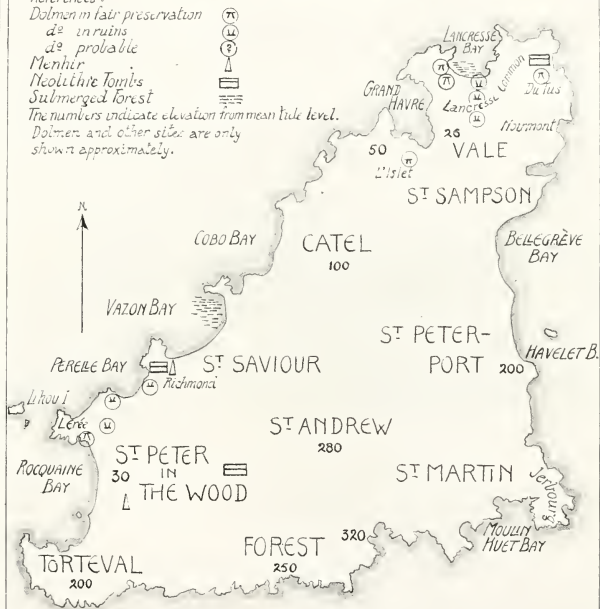 References :
Dolmen in fair preservation
dº in ruins
dº probable
Menhir
Neolithic Tombs
Submerged Forest
The numbers indicate elevation from mean tide level.
Dolmen and other sites are only
shown approximately.
N
LANCRESSE
BAY
GRAND
HAVRE
Lancresse Common
Du Tus
Nourmont
26
VALE
50
L'Islet
ST SAMPSON
COBO BAY
CATEL
100
BELLEGRÈVE
BAY
VAZON BAY
ST PETER-
PORT 200
HAVELET B.
PERELLE BAY
ST SAVIOUR
Richmond
Lihou I
Lerée
ST ANDREW
280
ROCQUAINE
BAY
ST PETER
IN
30
THE WOOD
ST MARTIN
Jerbourg
MOULIN
HUET BAY
320
FOREST
250
TORTEVAL
200